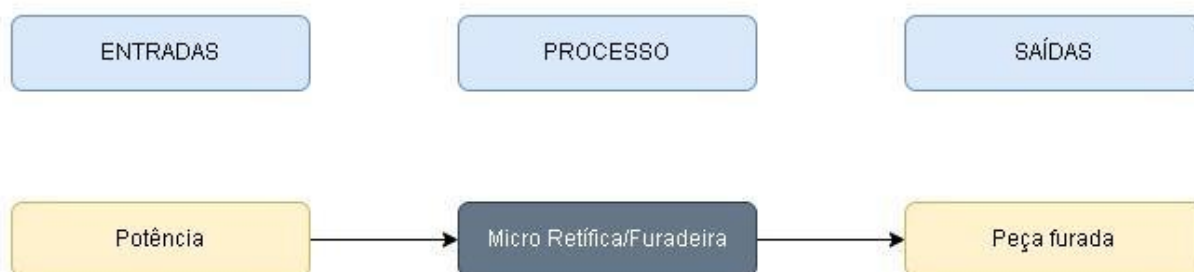 ENTRADAS
PROCESSO
SAÍDAS
Potência
Micro Retífica/Furadeira
Peça furada